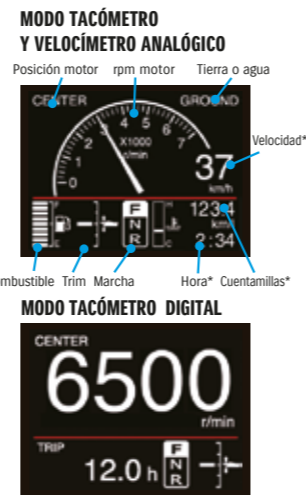 MODO TACÓMETRO
Y VELOCÍMETRO ANALÓGICO
Posición motor rpm motor Tierra o agua
CENTER GROUND
0 1 2 3 4 5 6 7
X1000
r/min
Velocidad*
37
km/h
F F H
N
R
E C
1234
km
2:34
mbustible Trim Marcha Hora* Cuentamillas*
MODO TACÓMETRO DIGITAL
CENTER
6500
r/min
TRIP
12.0 h
F
N
R